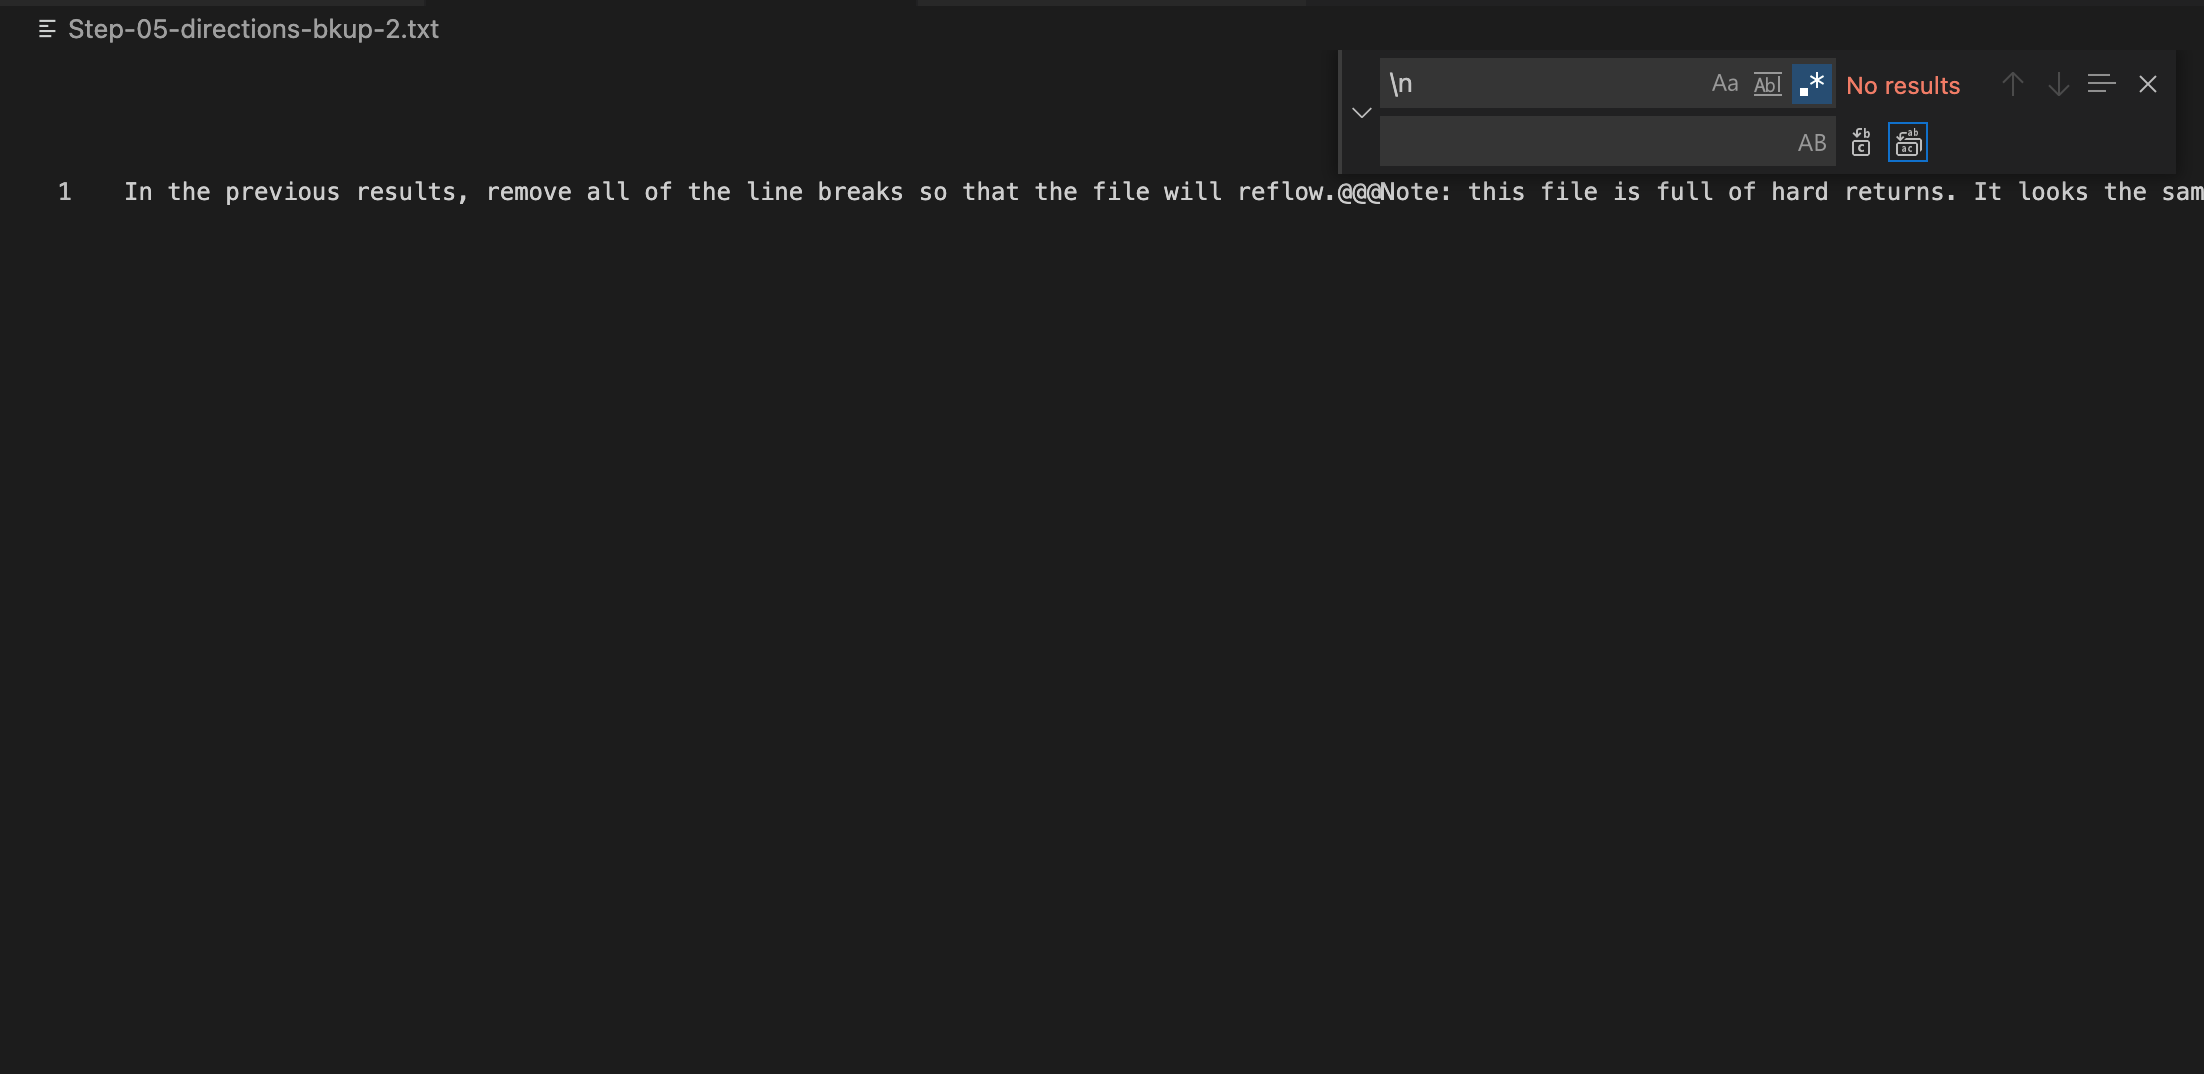 Step-05-directions-bkup-2.txt
\n Aa Abl .* No results
AB
1 In the previous results, remove all of the line breaks so that the file will reflow.@@@Note: this file is full of hard returns. It looks the sam